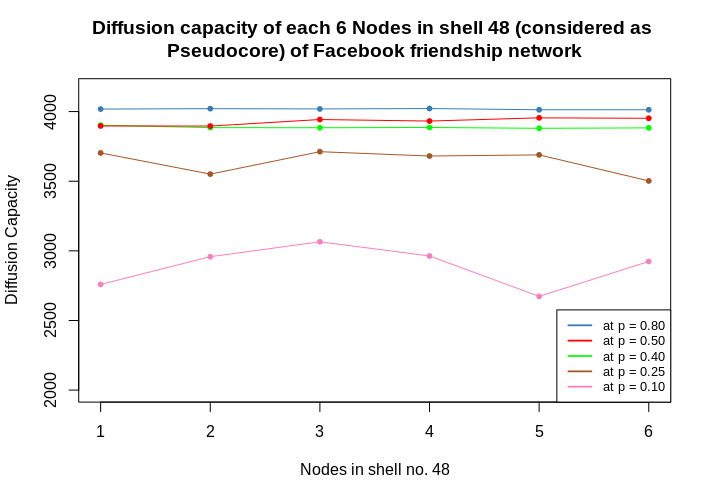 Diffusion capacity of each 6 Nodes in shell 48 (considered as
Pseudocore) of Facebook friendship network
Diffusion Capacity
4000
3500
3000
2500
2000
at p = 0.80
at p = 0.50
at p = 0.40
at p = 0.25
at p = 0.10
1 2 3 4 5 6
Nodes in shell no. 48